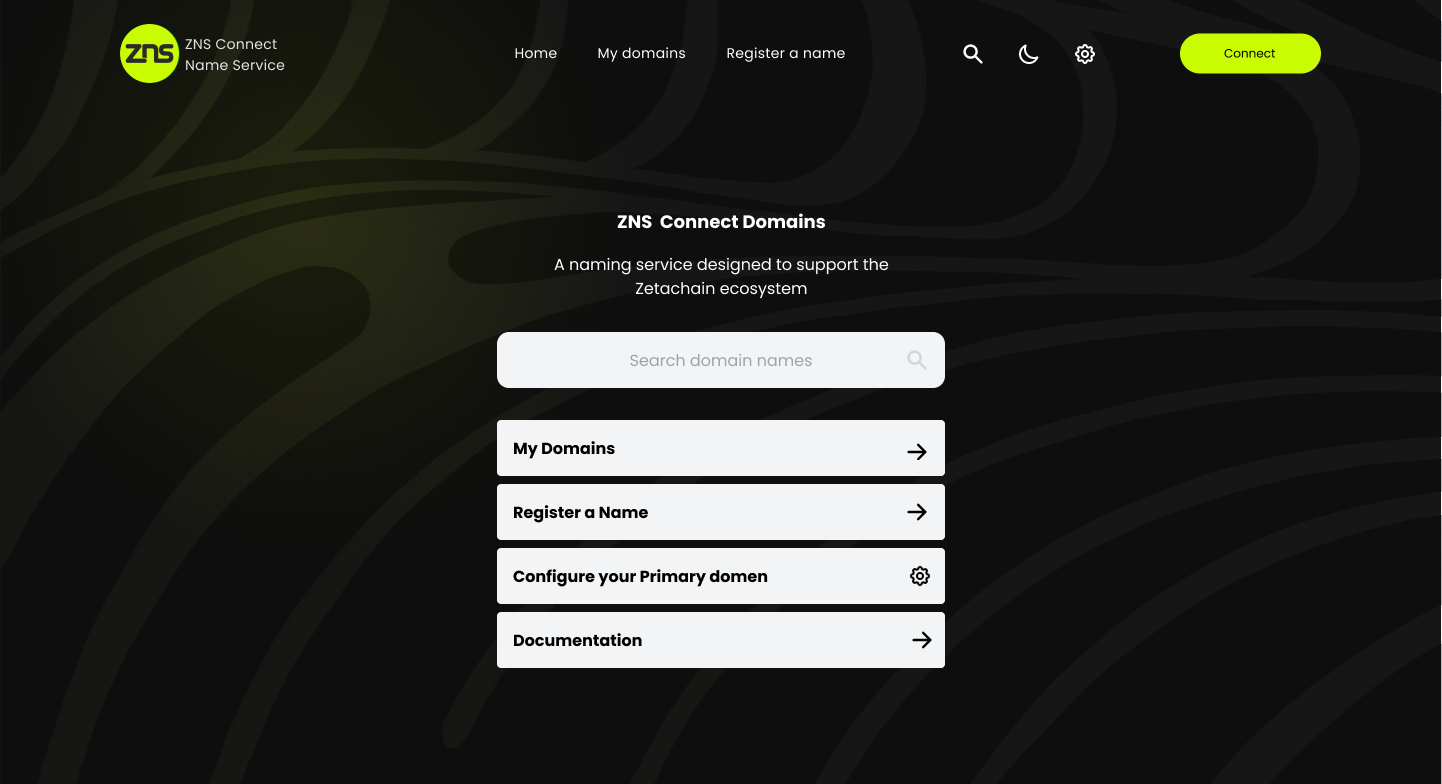 zns
ZNS Connect
Name Service
Home
My domains
Register a name
Connect
ZNS Connect Domains
A naming service designed to support the
Zetachain ecosystem
Search domain names
My Domains
Register a Name
Configure your Primary domen
Documentation